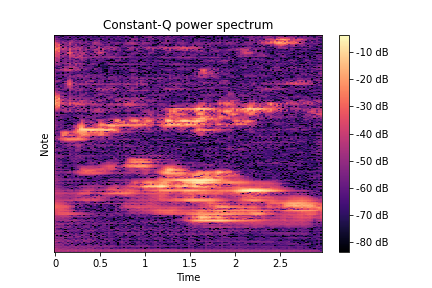 Constant-Q power spectrum
Note
-10 dB
-20 dB
-30 dB
-40 dB
-50 dB
-60 dB
-70 dB
-80 dB
0
0.5
1
1.5
2
2.5
Time